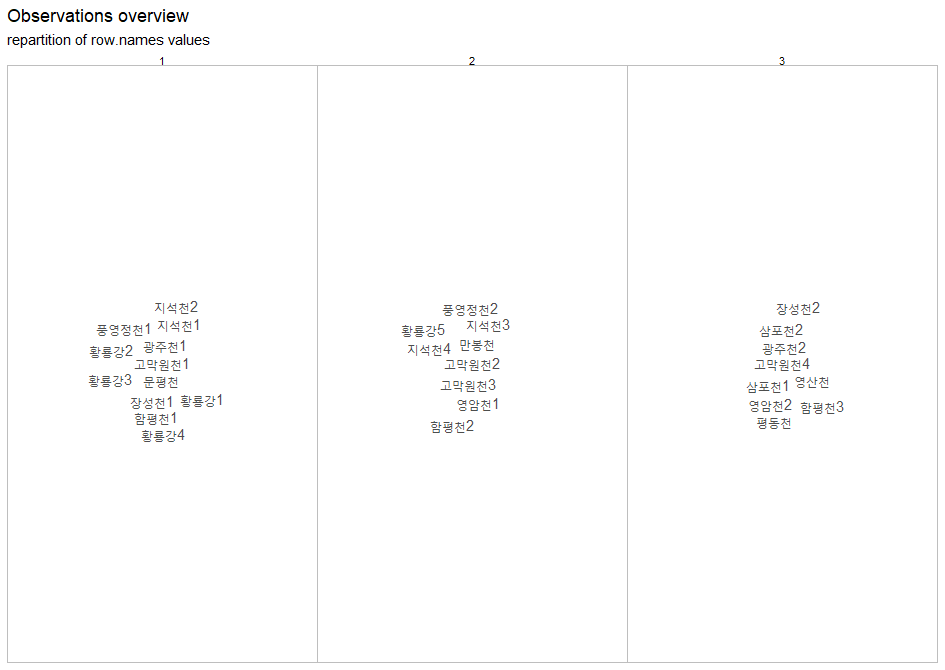 Observations overview
repartition of row.names values
1
2
3
지석천2
풍영정천1 지석천1
황룡강2 광주천1
고막원천1
황룡강3 문평천
장성천1 황룡강1
함평천1
황룡강4
풍영정천2
황룡강5 지석천3
지석천4 만봉천
고막원천2
고막원천3
영암천1
함평천2
장성천2
삼포천2
광주천2
고막원천4
삼포천1 영산천
영암천2 함평천3
평동천